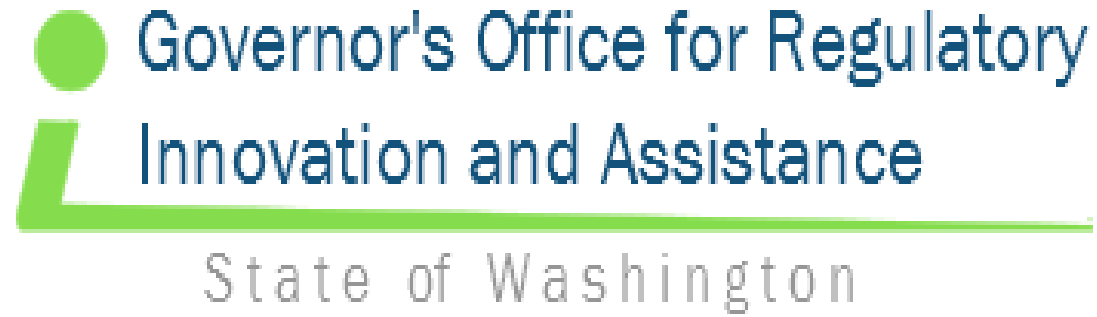 Governor's Office for Regulatory
Innovation and Assistance
State of Washington